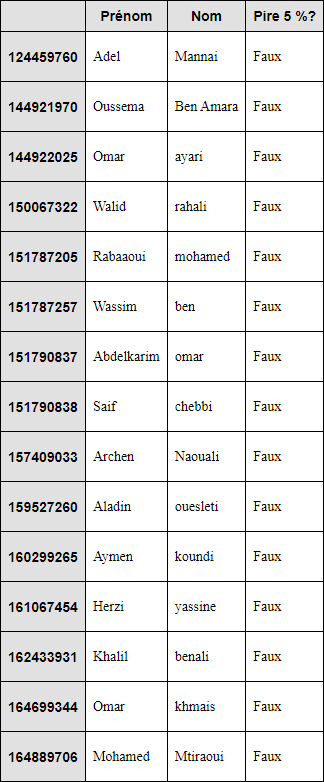 Prénom Nom Pire 5 %?
124459760 Adel Mannai Faux
144921970 Oussema Ben Amara Faux
144922025 Omar ayari Faux
150067322 Walid rahali Faux
151787205 Rabaaoui mohamed Faux
151787257 Wassim ben Faux
151790837 Abdelkarim omar Faux
151790838 Saif chebbi Faux
157409033 Archen Naouali Faux
159527260 Aladin ouesleti Faux
160299265 Aymen koundi Faux
161067454 Herzi yassine Faux
162433931 Khalil benali Faux
164699344 Omar khmais Faux
164889706 Mohamed Mtiraoui Faux